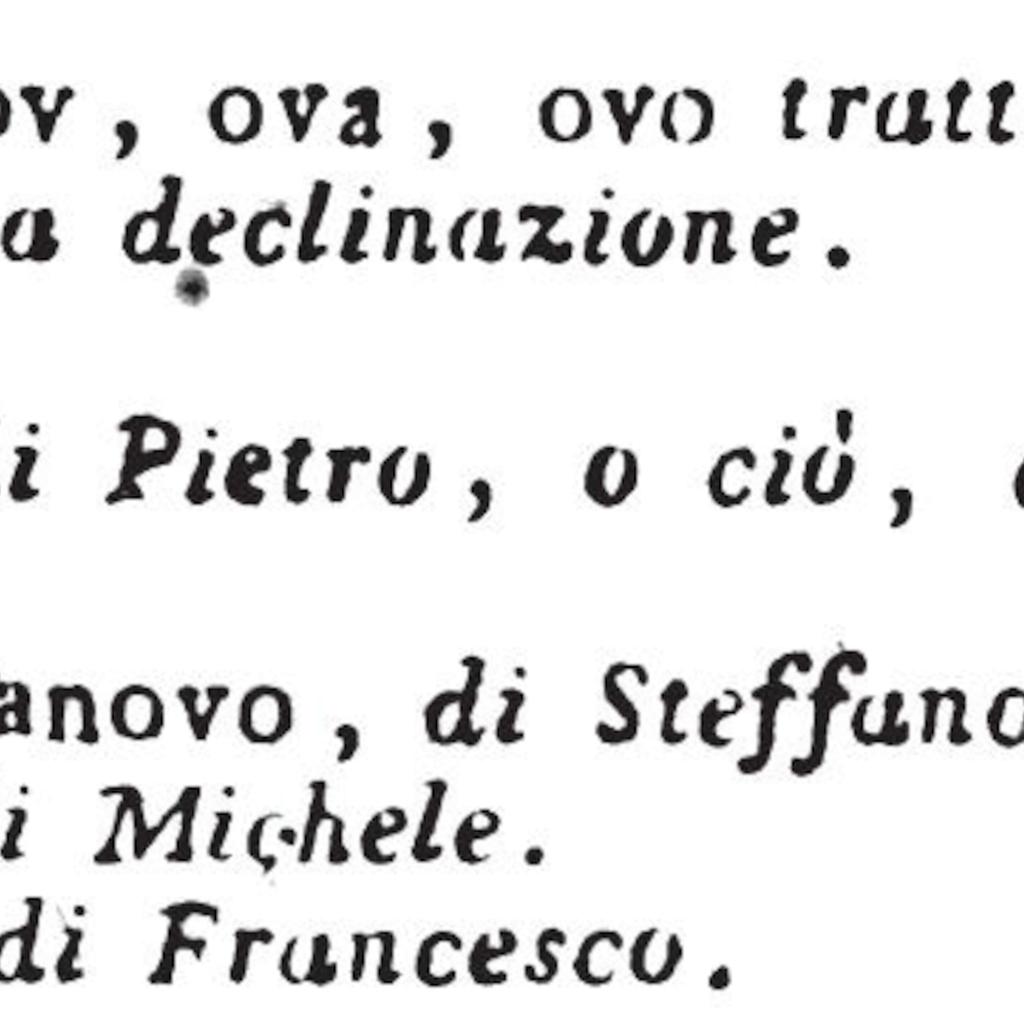 ov, ova, ovo tratt
a declinazione.
i Pietro, o ciò,
anovo, di Steffano
i Michele.
di Francesco.